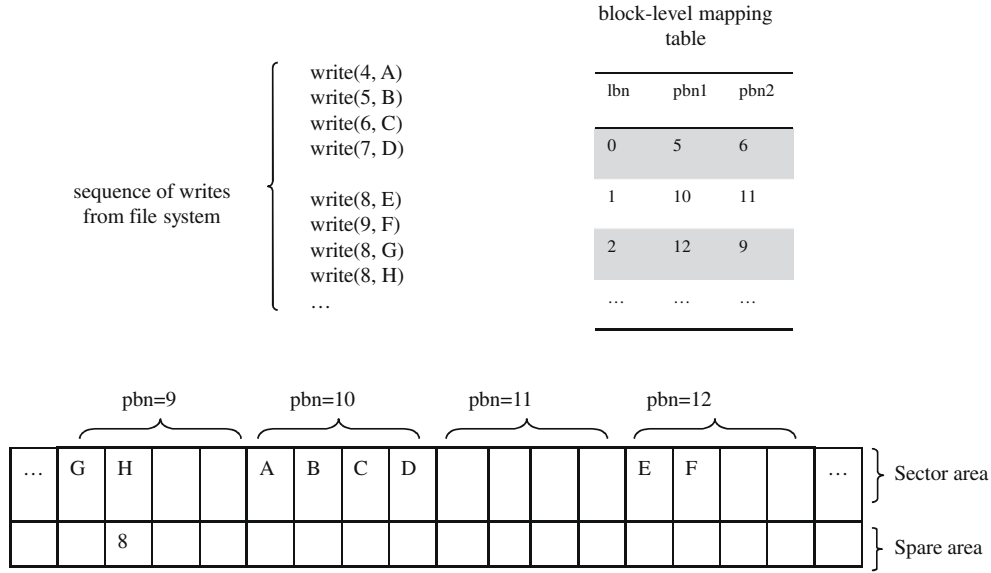 block-level mapping
table
write(4, A)
write(5, B)
write(6, C)
write(7, D)
write(8, E)
write(9, F)
write(8, G)
write(8, H)
…
sequence of writes
from file system
lbn pbn1 pbn2
0 5 6
1 10 11
2 12 9
… … …
pbn=9 pbn=10 pbn=11 pbn=12
… G H A B C D E F … Sector area
8 Spare area